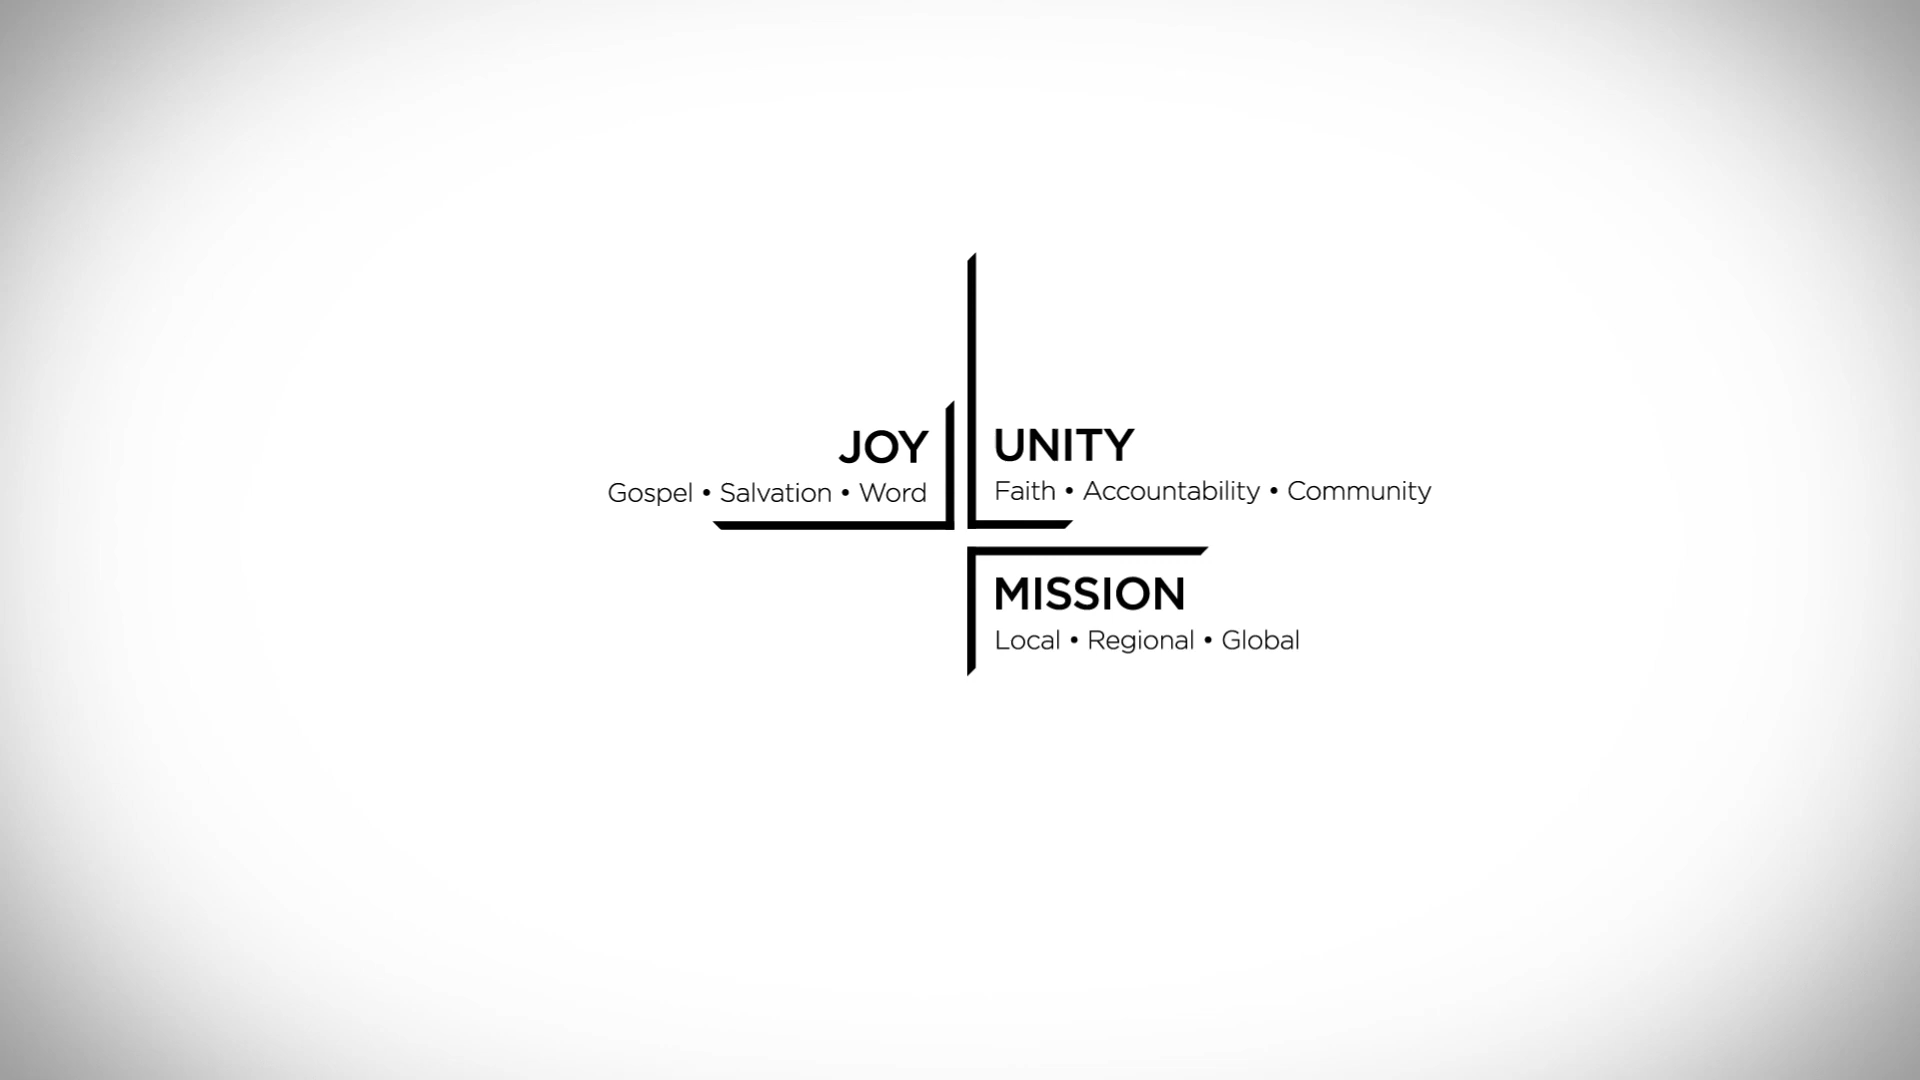 JOY
Gospel • Salvation • Word
UNITY
Faith • Accountability • Community
MISSION
Local • Regional • Global